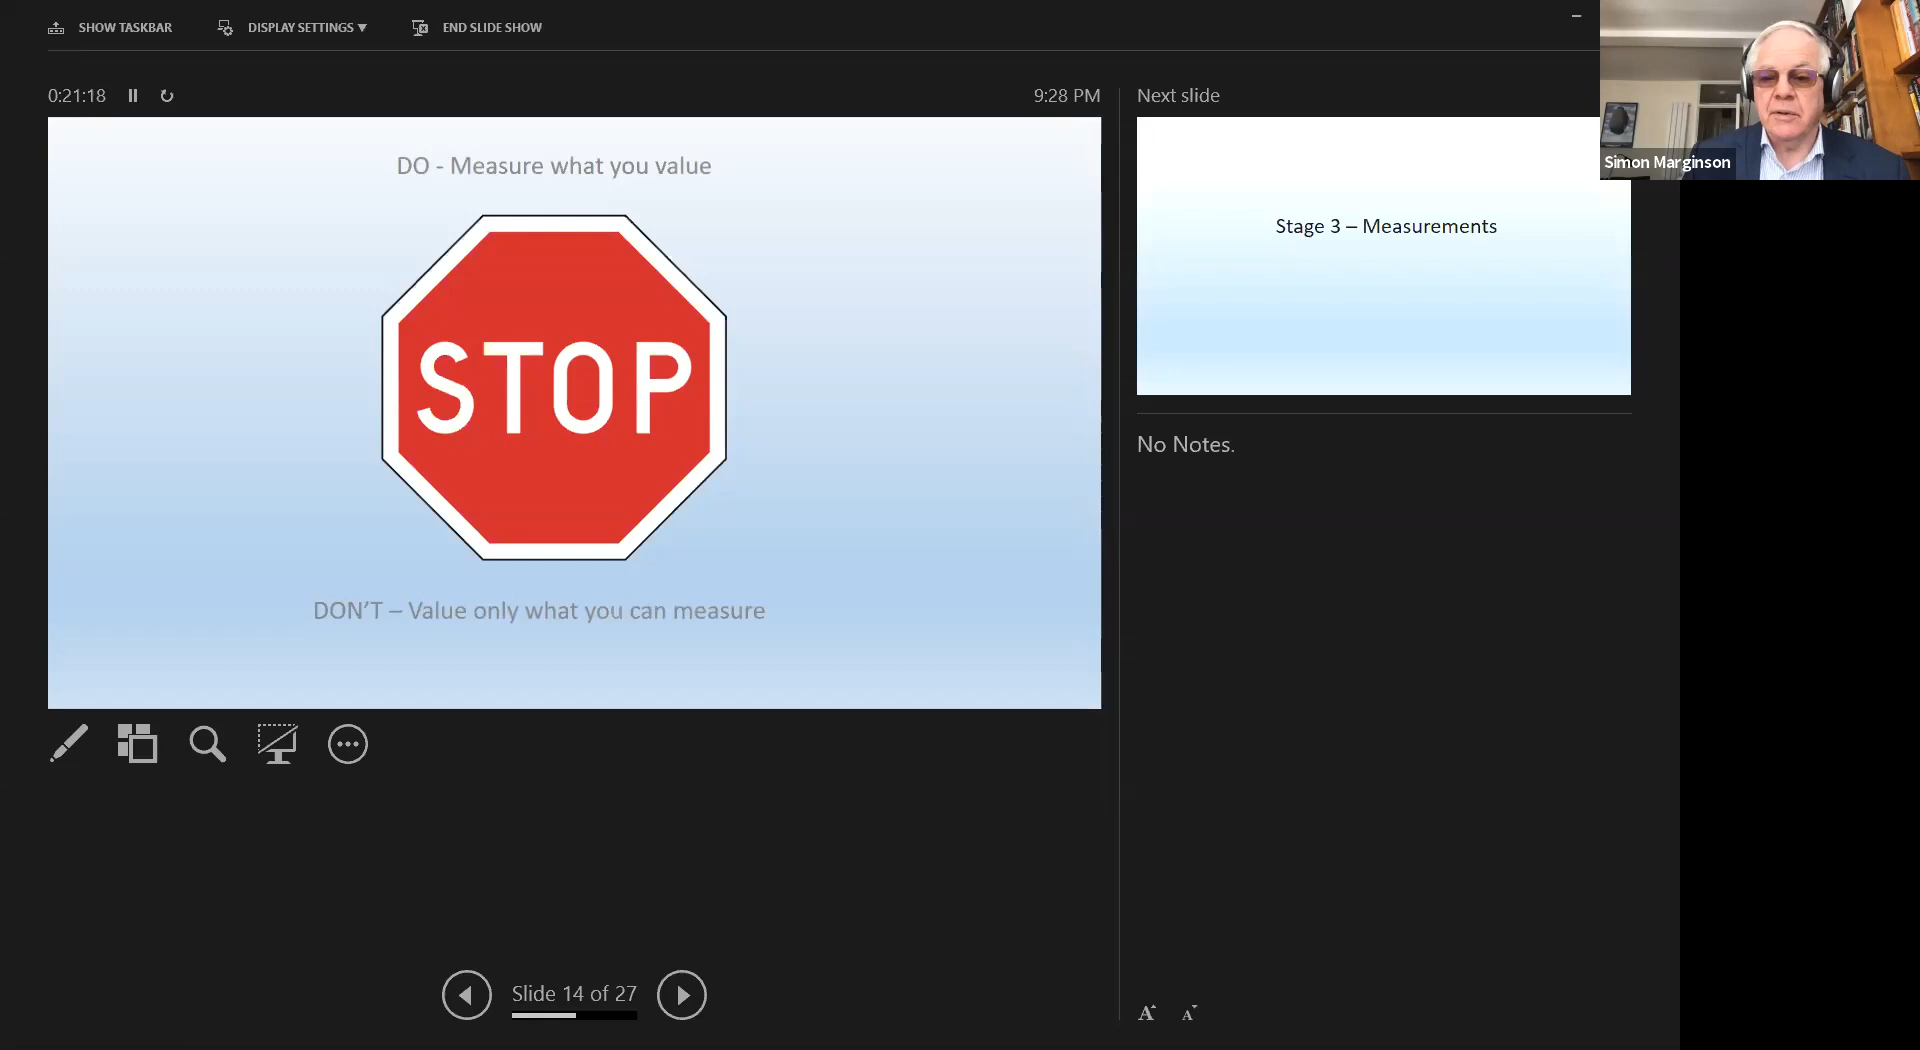 SHOW TASKBAR
DISPLAY SETTINGS ▼
END SLIDE SHOW
0:21:18
9:28 PM
Next slide
DO - Measure what you value
STOP
DON'T – Value only what you can measure
Stage 3 – Measurements
Simon Marginson
No Notes.
Slide 14 of 27
A
A